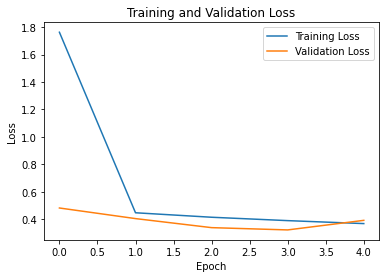 Training and Validation Loss
Training Loss
Validation Loss
1.8
1.6
1.4
1.2
1.0
0.8
0.6
0.4
Loss
0.0 0.5 1.0 1.5 2.0 2.5 3.0 3.5 4.0
Epoch